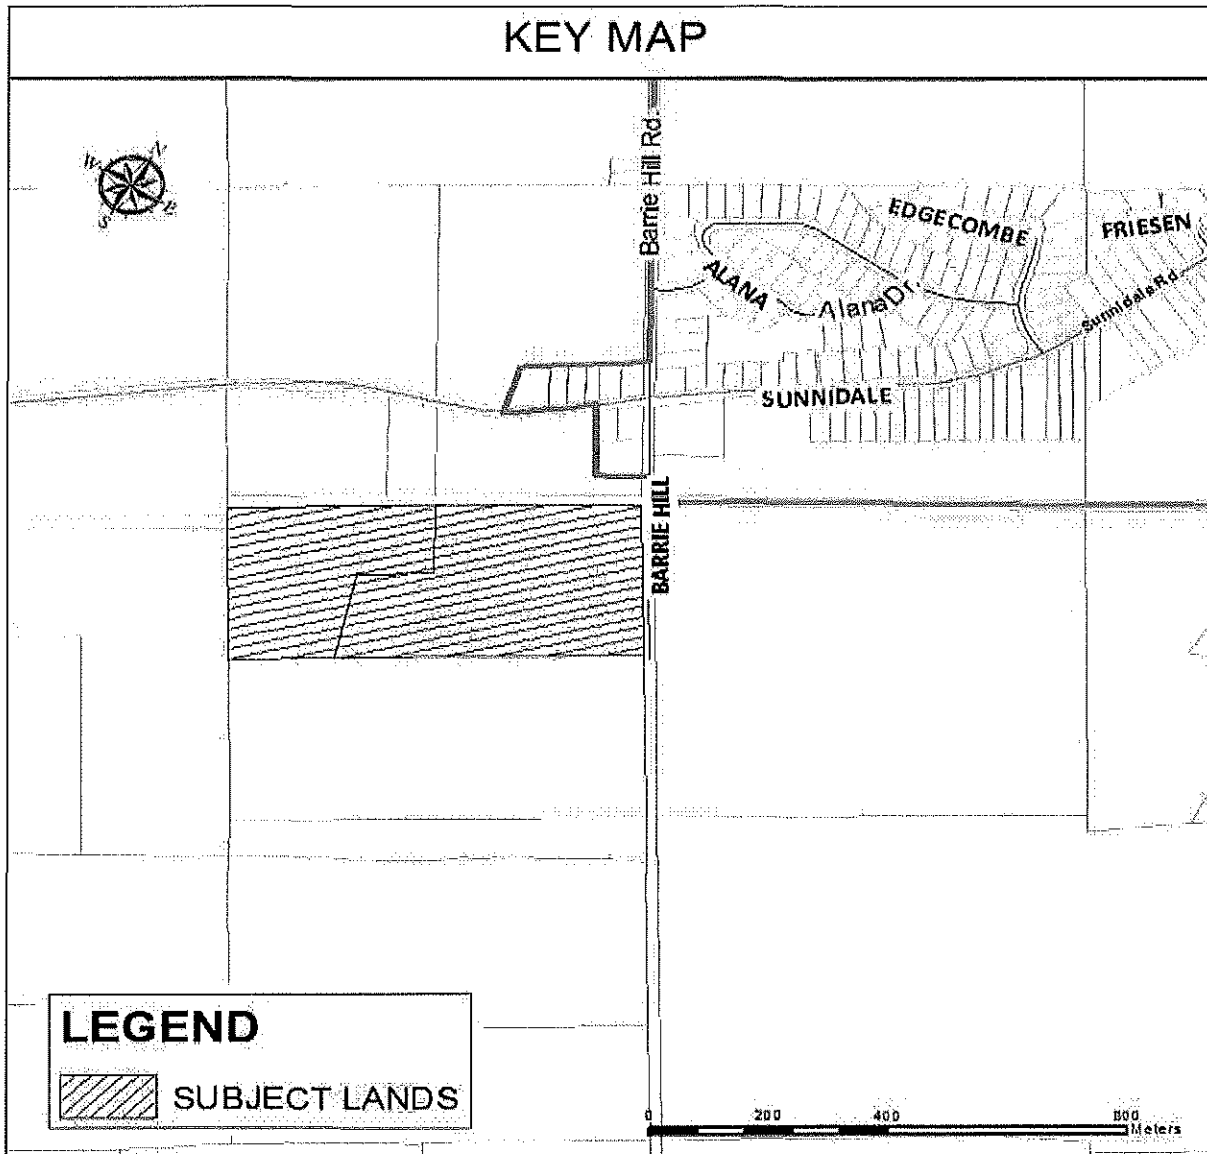 KEY MAP
Barrie Hill Rd.
N
W
E
S
EDGECOMBE
FRIESEN
ALANA
Alana Dr.
Sunnidale Rd
SUNNIDALE
BARRIE HILL
LEGEND
SUBJECT LANDS
0 200 400 800
Meters